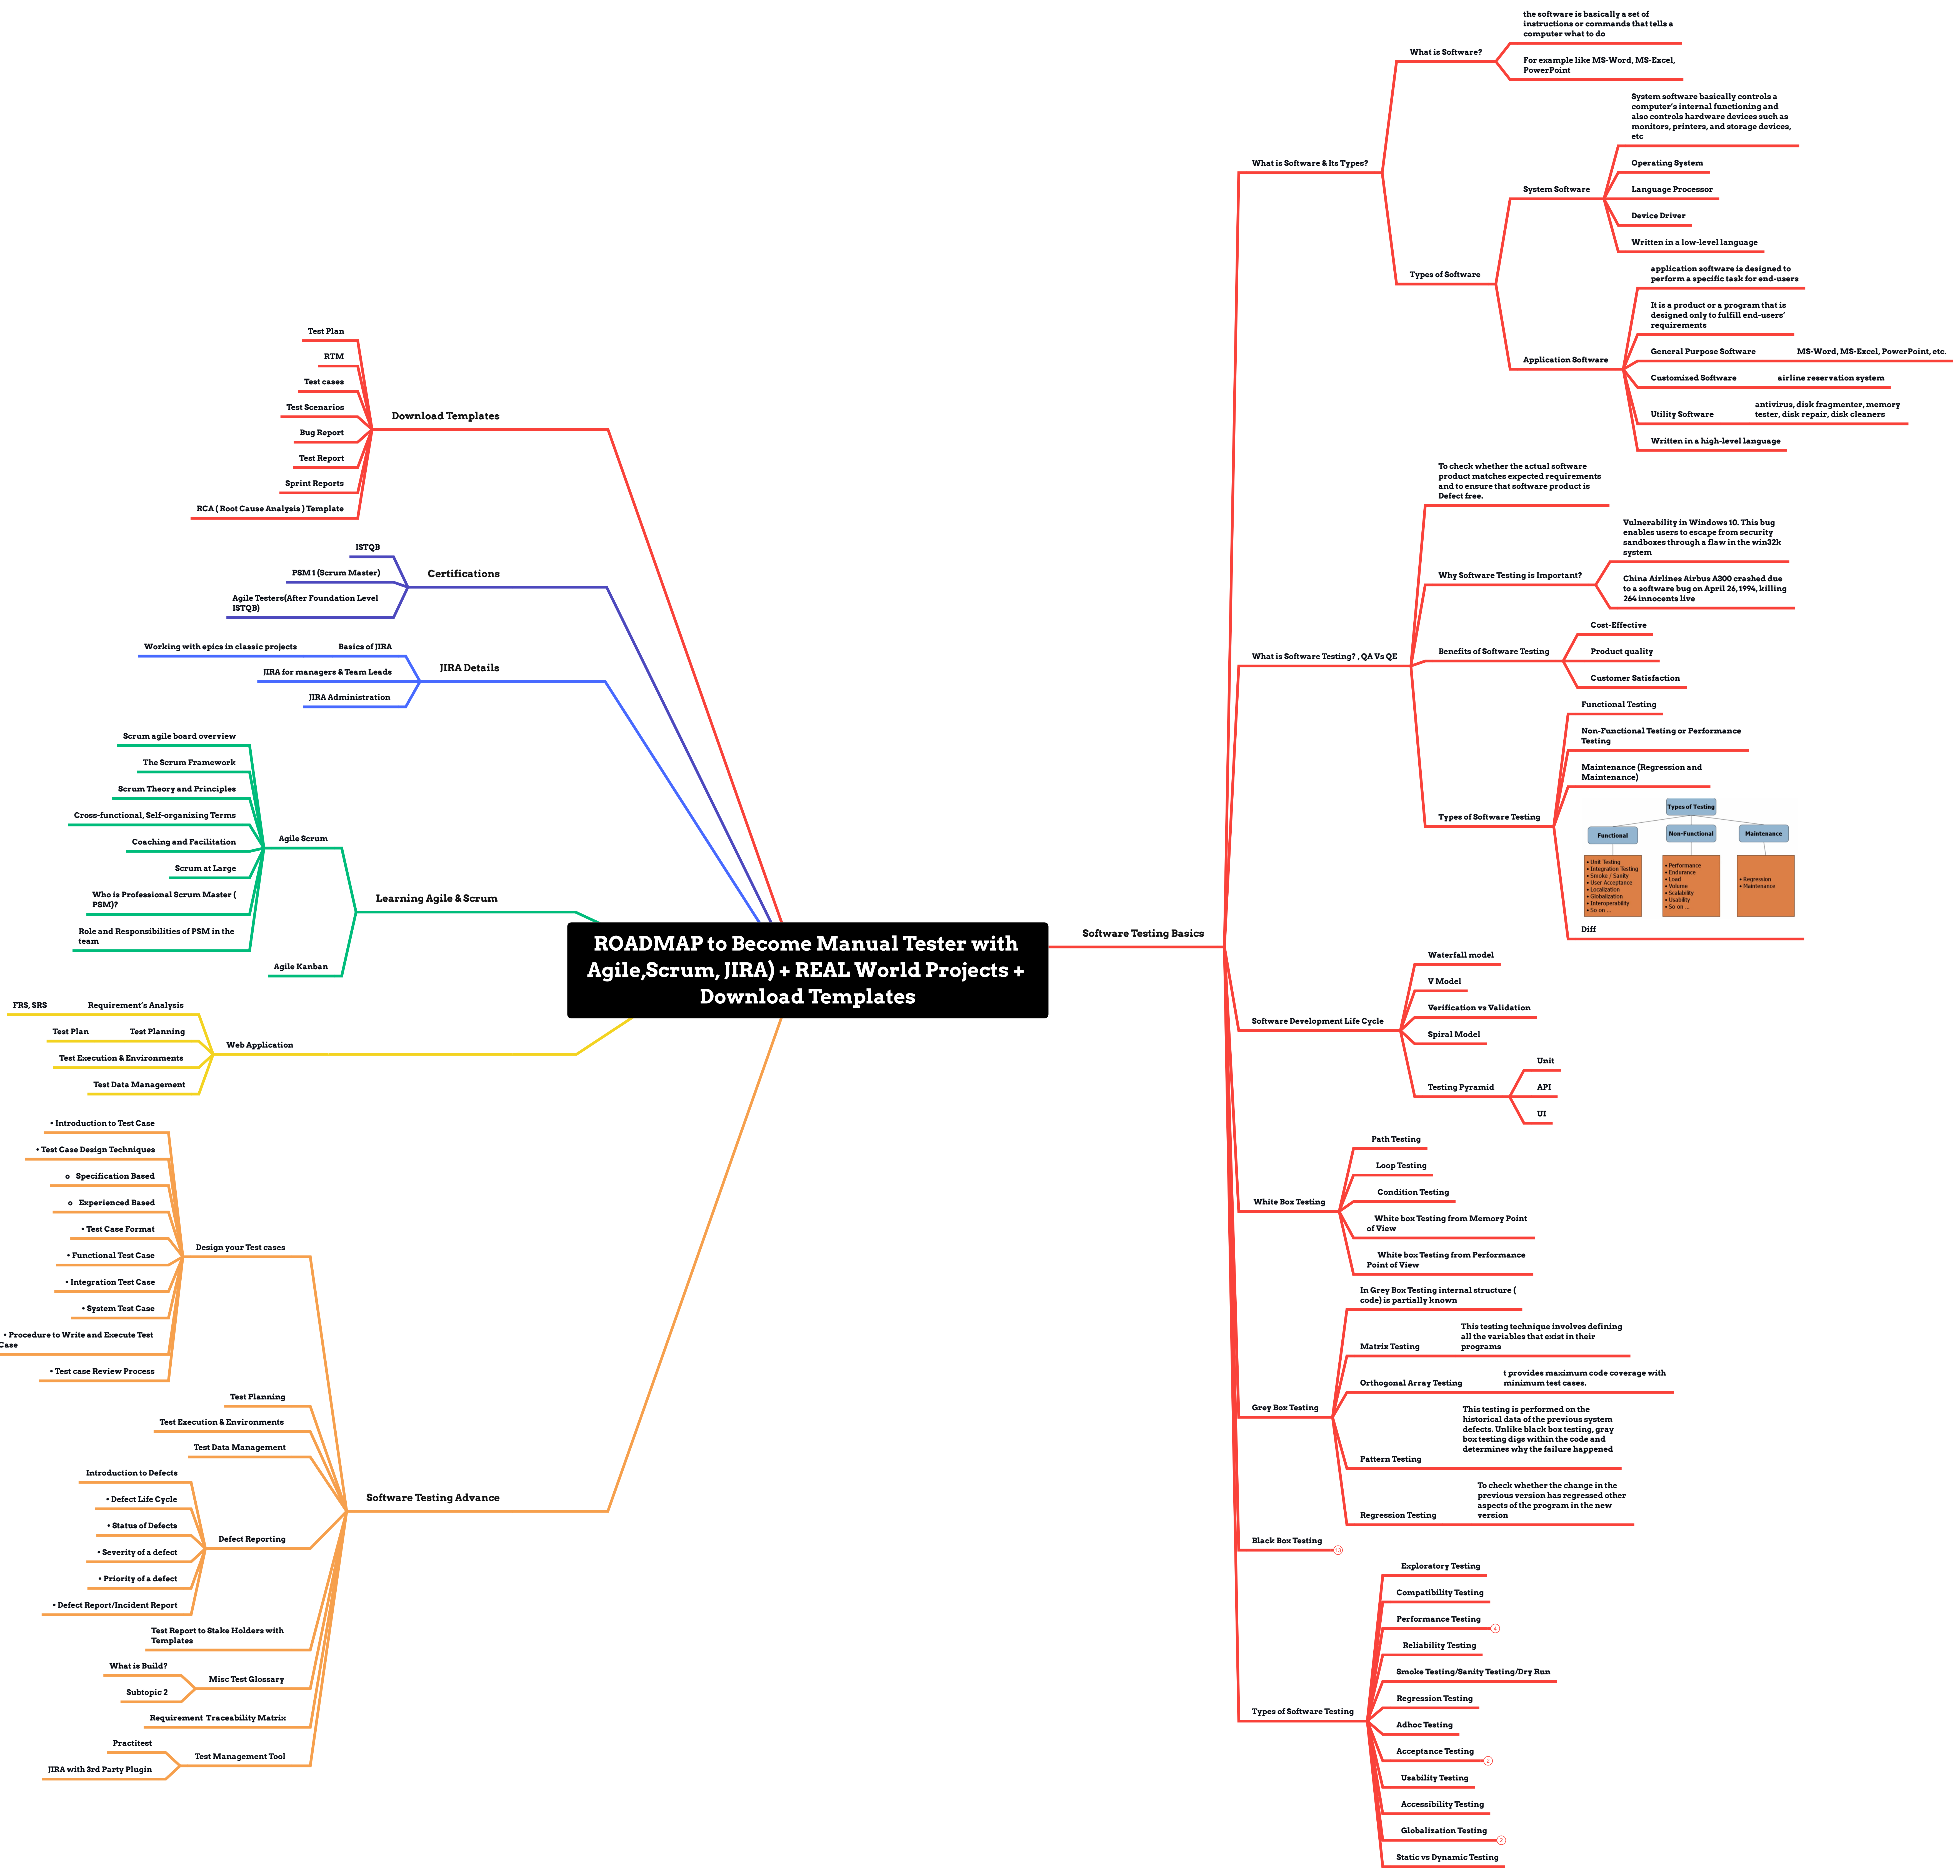 ROADMAP to Become Manual Tester with
Agile,Scrum, JIRA) + REAL World Projects +
Download Templates
Software Testing Basics
What is Software & Its Types?
What is Software?
the software is basically a set of
instructions or commands that tells a
computer what to do
For example like MS-Word, MS-Excel,
PowerPoint
Types of Software
System Software
System software basically controls a
computer's internal functioning and
also controls hardware devices such as
monitors, printers, and storage devices,
etc
Operating System
Language Processor
Device Driver
Written in a low-level language
Application Software
application software is designed to
perform a specific task for end-users
It is a product or a program that is
designed only to fulfill end-users'
requirements
General Purpose Software
MS-Word, MS-Excel, PowerPoint, etc.
Customized Software
airline reservation system
Utility Software
antivirus, disk fragmenter, memory
tester, disk repair, disk cleaners
Written in a high-level language
What is Software Testing? , QA Vs QE
To check whether the actual software
product matches expected requirements
and to ensure that software product is
Defect free.
Why Software Testing is Important?
Vulnerability in Windows 10. This bug
enables users to escape from security
sandboxes through a flaw in the win32k
system
China Airlines Airbus A300 crashed due
to a software bug on April 26, 1994, killing
264 innocents live
Benefits of Software Testing
Cost-Effective
Product quality
Customer Satisfaction
Types of Software Testing
Functional Testing
Non-Functional Testing or Performance
Testing
Maintenance (Regression and
Maintenance)
Types of Testing
Functional
Non-Functional
Maintenance
• Unit Testing
• Integration Testing
• Smoke / Sanity
• User Acceptance
• Localization
• Globalization
• Interoperability
• So on ...
• Performance
• Endurance
• Load
• Volume
• Scalability
• Usability
• So on ...
• Regression
• Maintenance
Diff
Software Development Life Cycle
Waterfall model
V Model
Verification vs Validation
Spiral Model
Testing Pyramid
Unit
API
UI
White Box Testing
Path Testing
Loop Testing
Condition Testing
White box Testing from Memory Point
of View
White box Testing from Performance
Point of View
Grey Box Testing
In Grey Box Testing internal structure (
code) is partially known
Matrix Testing
This testing technique involves defining
all the variables that exist in their
programs
Orthogonal Array Testing
t provides maximum code coverage with
minimum test cases.
Pattern Testing
This testing is performed on the
historical data of the previous system
defects. Unlike black box testing, gray
box testing digs within the code and
determines why the failure happened
Regression Testing
To check whether the change in the
previous version has regressed other
aspects of the program in the new
version
Black Box Testing
13
Types of Software Testing
Exploratory Testing
Compatibility Testing
Performance Testing
4
Reliability Testing
Smoke Testing/Sanity Testing/Dry Run
Regression Testing
Adhoc Testing
Acceptance Testing
2
Usability Testing
Accessibility Testing
Globalization Testing
2
Static vs Dynamic Testing
Download Templates
Test Plan
RTM
Test cases
Test Scenarios
Bug Report
Test Report
Sprint Reports
RCA ( Root Cause Analysis ) Template
Certifications
ISTQB
PSM 1 (Scrum Master)
Agile Testers(After Foundation Level
ISTQB)
JIRA Details
Basics of JIRA
Working with epics in classic projects
JIRA for managers & Team Leads
JIRA Administration
Learning Agile & Scrum
Agile Scrum
Scrum agile board overview
The Scrum Framework
Scrum Theory and Principles
Cross-functional, Self-organizing Terms
Coaching and Facilitation
Scrum at Large
Who is Professional Scrum Master (
PSM)?
Role and Responsibilities of PSM in the
team
Agile Kanban
Web Application
Requirement's Analysis
FRS, SRS
Test Planning
Test Plan
Test Execution & Environments
Test Data Management
Software Testing Advance
Design your Test cases
• Introduction to Test Case
• Test Case Design Techniques
o Specification Based
o Experienced Based
• Test Case Format
• Functional Test Case
• Integration Test Case
• System Test Case
• Procedure to Write and Execute Test
Case
• Test case Review Process
Test Planning
Test Execution & Environments
Test Data Management
Defect Reporting
Introduction to Defects
• Defect Life Cycle
• Status of Defects
• Severity of a defect
• Priority of a defect
• Defect Report/Incident Report
Test Report to Stake Holders with
Templates
Misc Test Glossary
What is Build?
Subtopic 2
Requirement Traceability Matrix
Test Management Tool
Practitest
JIRA with 3rd Party Plugin